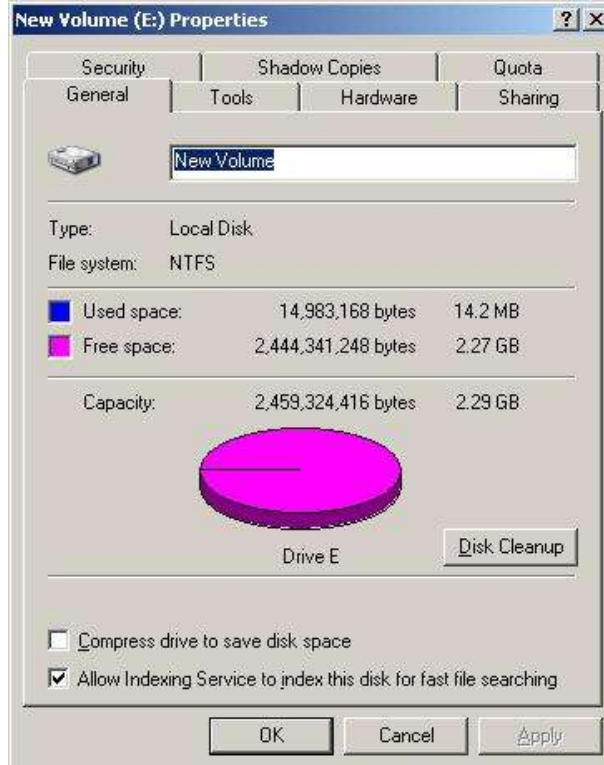 New Volume (E:) Properties
Security Shadow Copies Quota
General Tools Hardware Sharing
New Volume
Type: Local Disk
File system: NTFS
Used space: 14,983,168 bytes 14.2 MB
Free space: 2,444,341,248 bytes 2.27 GB
Capacity: 2,459,324,416 bytes 2.29 GB
Drive E
Disk Cleanup
Compress drive to save disk space
Allow Indexing Service to index this disk for fast file searching
OK Cancel Apply